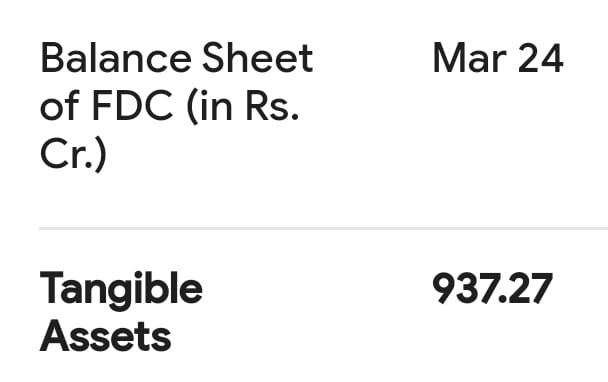 Balance Sheet Mar 24
of FDC (in Rs.
Cr.)
Tangible 937.27
Assets